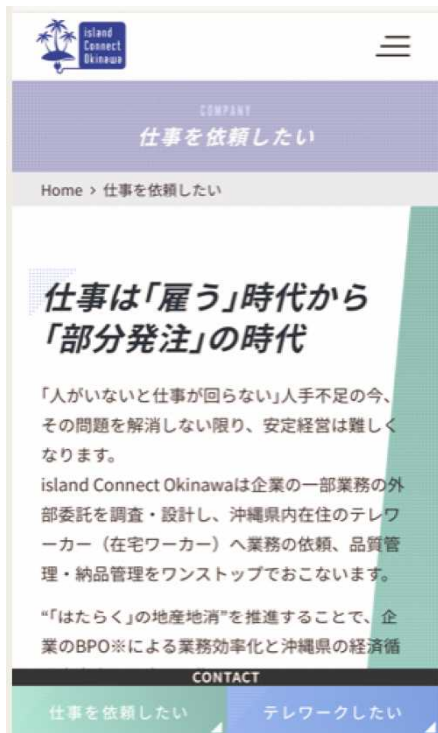 island
Connect
Okinawa
COMPANY
仕事を依頼したい
Home › 仕事を依頼したい
仕事は「雇う」時代から
「部分発注」の時代
「人がいないと仕事が回らない」人手不足の今、
その問題を解消しない限り、安定経営は難しく
なります。
island Connect Okinawaは企業の一部業務の外
部委託を調査・設計し、沖縄県内在住のテレワ
ーカー（在宅ワーカー）へ業務の依頼、品質管
理・納品管理をワンストップでおこないます。
“「はたらく」の地産地消”を推進することで、企
業のBPO※による業務効率化と沖縄県の経済循
CONTACT
仕事を依頼したい
テレワークしたい